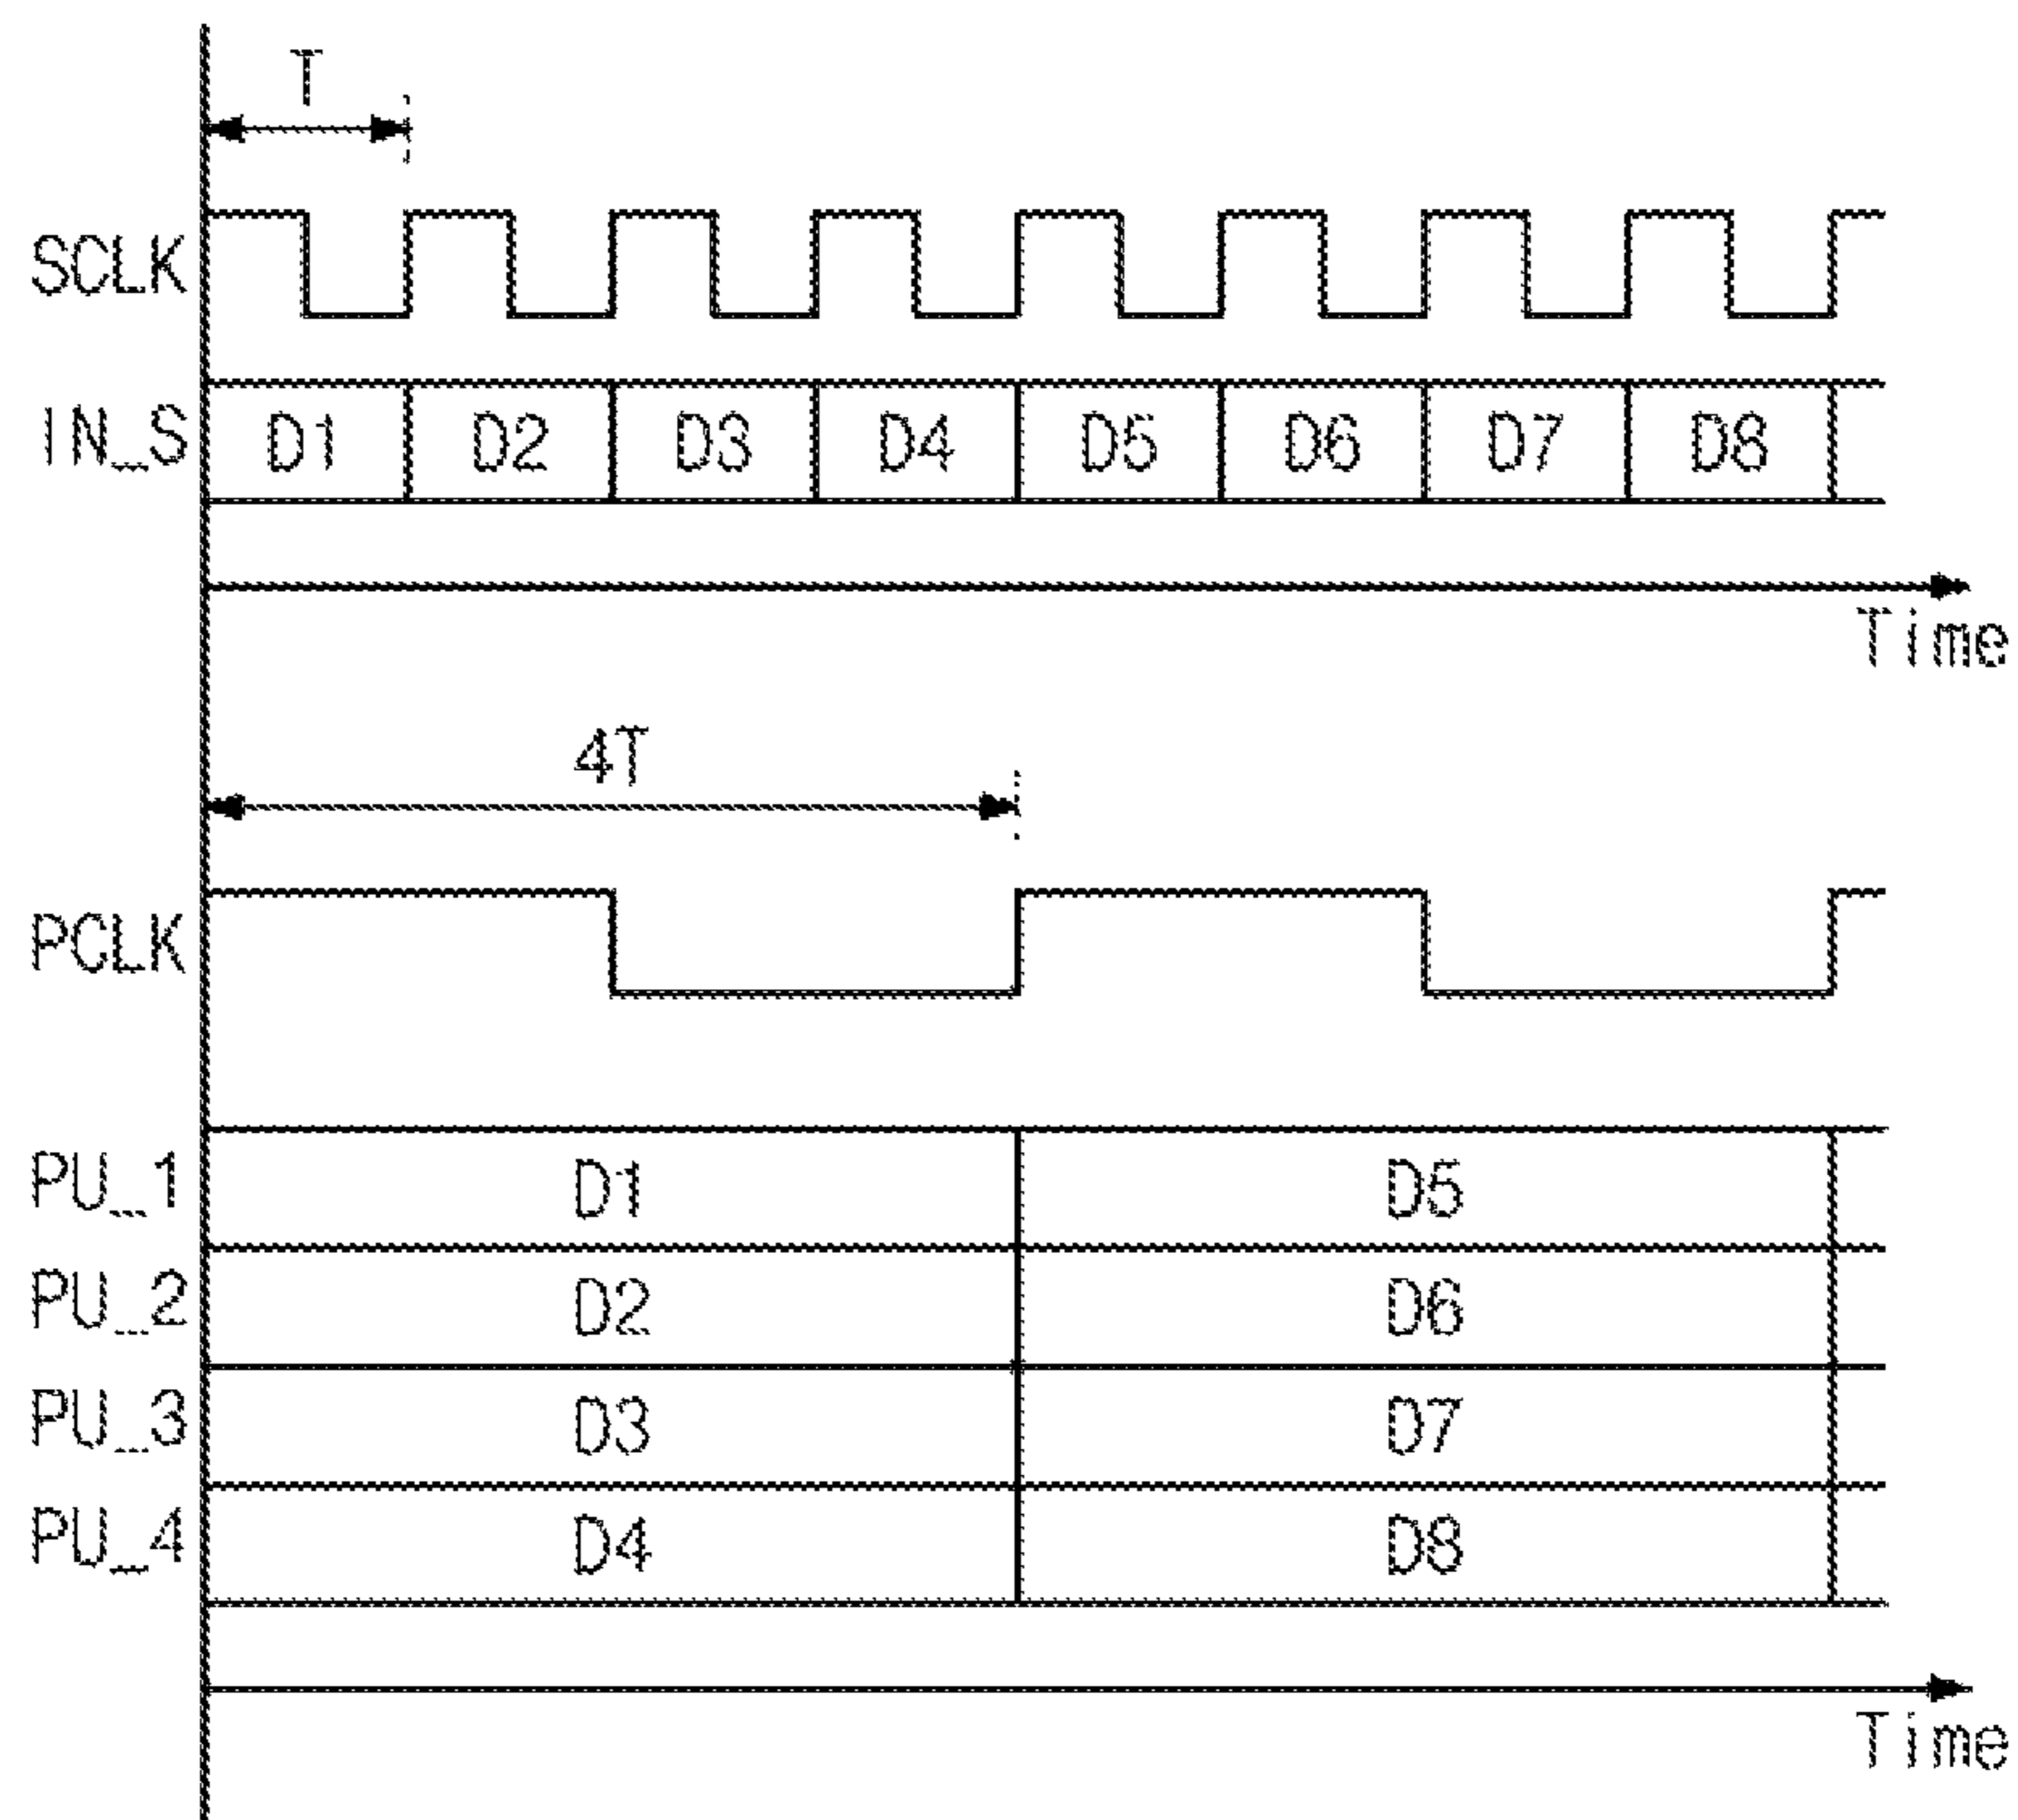 T
SCLK
IN_S D1 D2 D3 D4 D5 D6 D7 D8
Time
4T
PCLK
PU_1 D1 D5
PU_2 D2 D6
PU_3 D3 D7
PU_4 D4 D8
Time